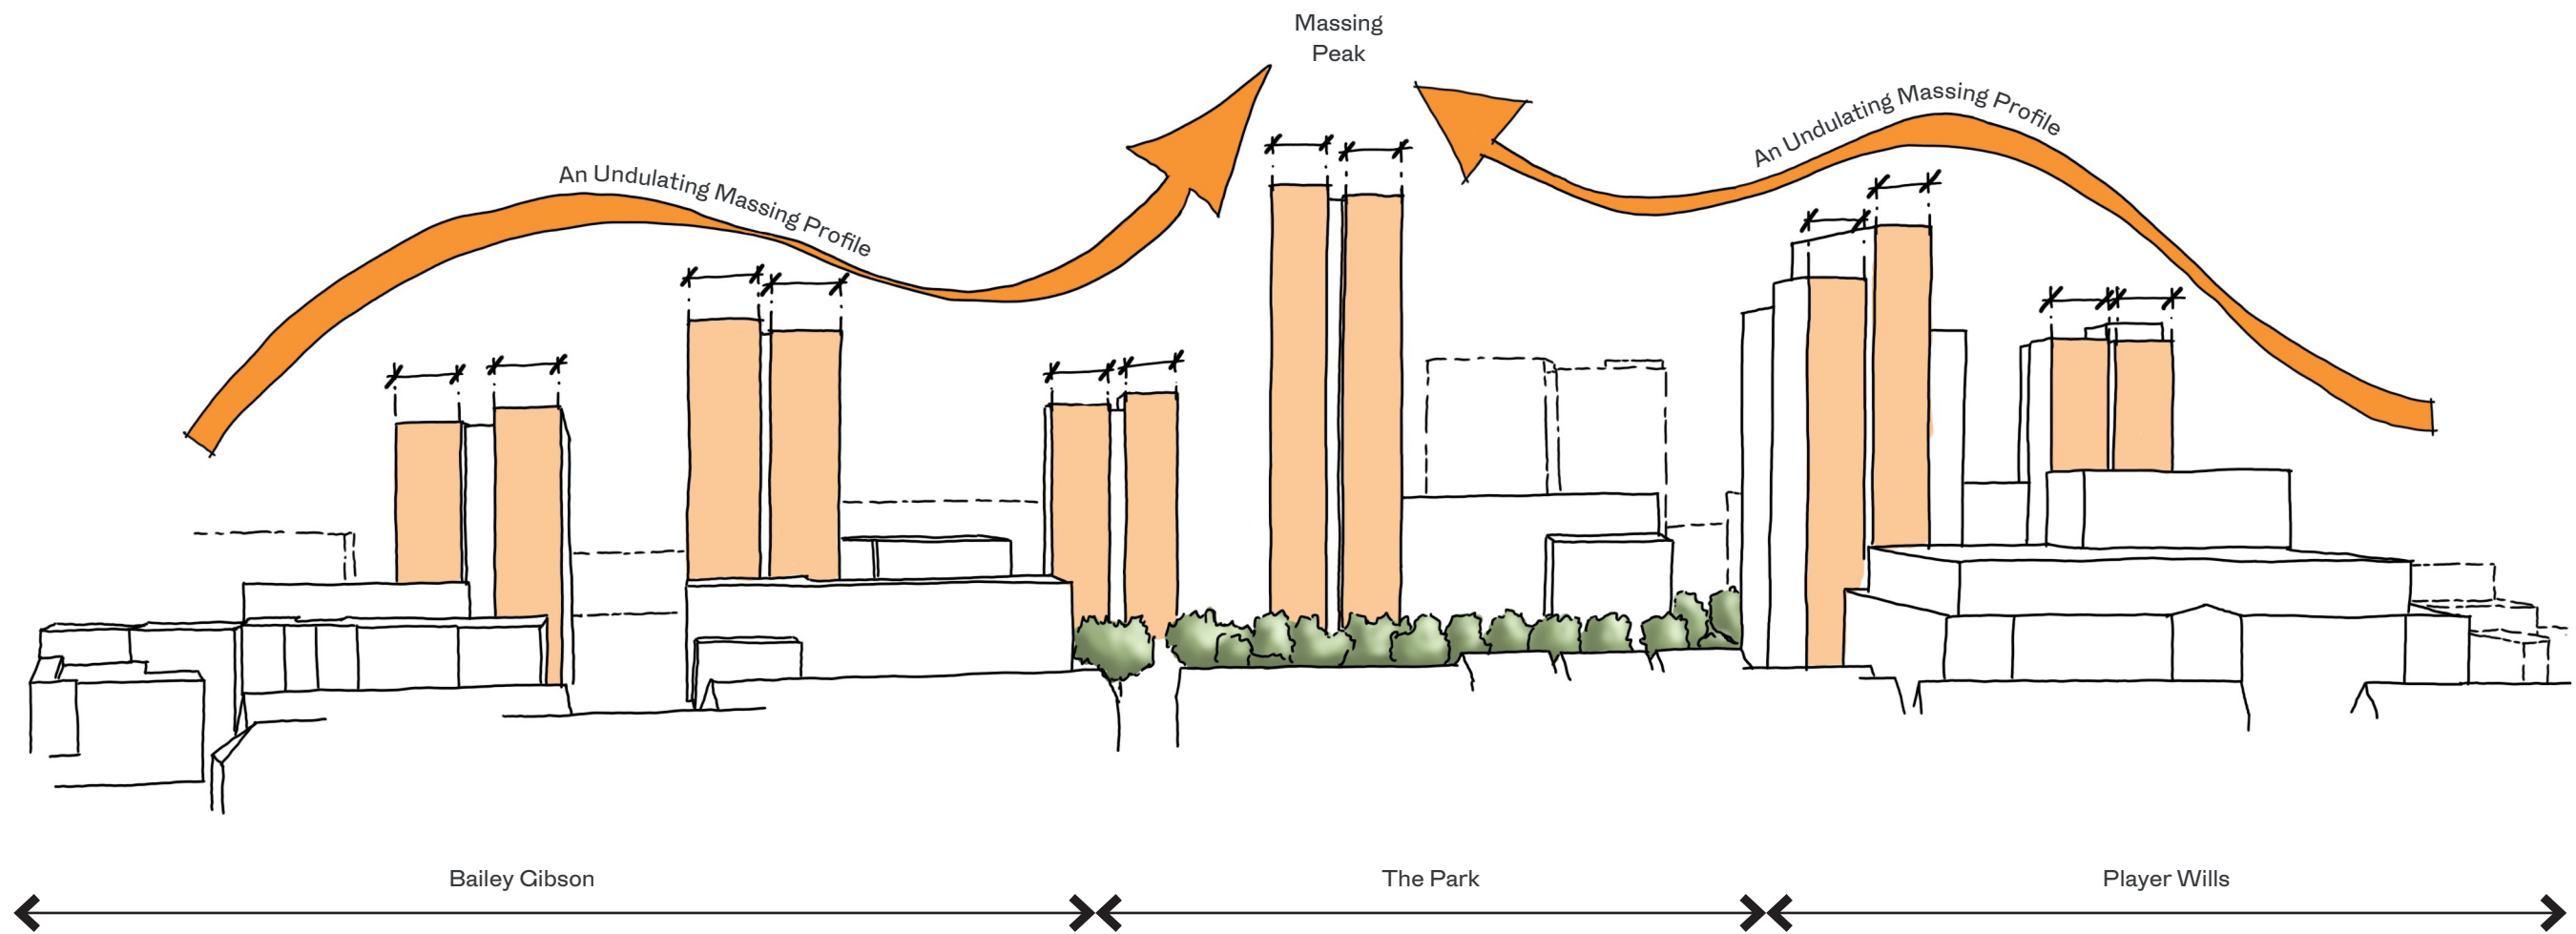 Massing
Peak
An Undulating Massing Profile
An Undulating Massing Profile
Bailey Gibson
The Park
Player Wills